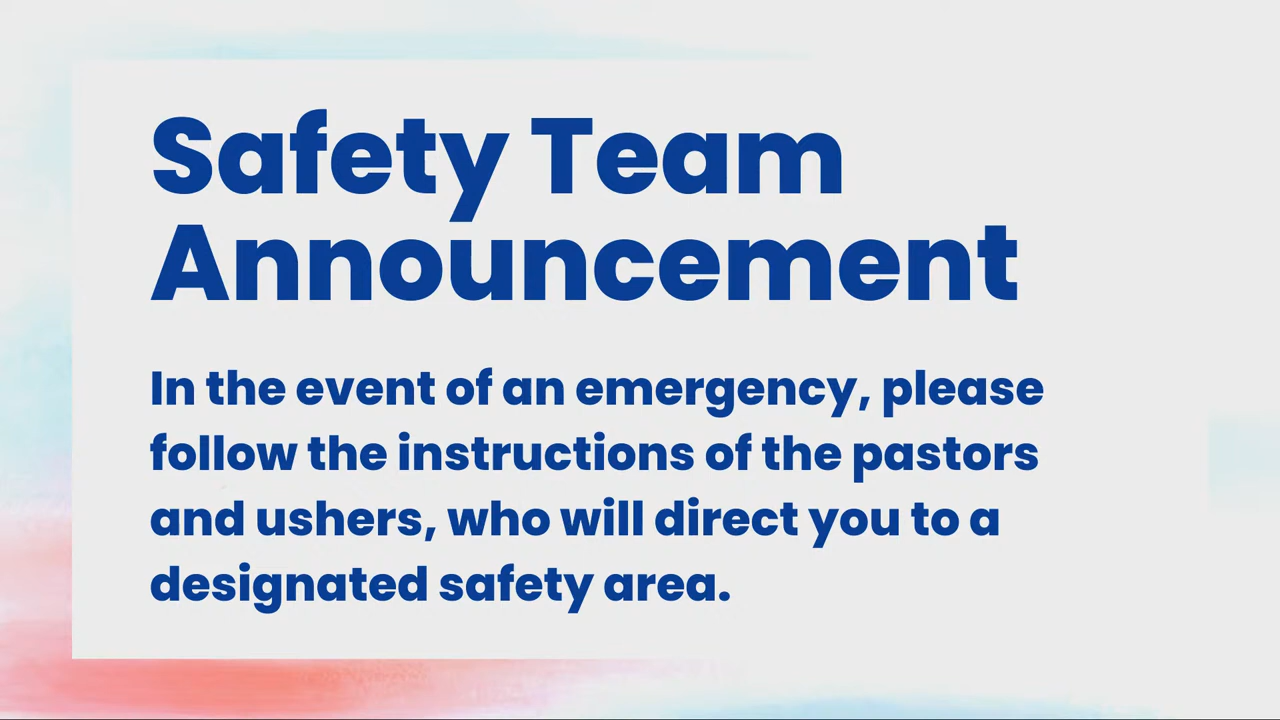 Safety Team
Announcement
In the event of an emergency, please
follow the instructions of the pastors
and ushers, who will direct you to a
designated safety area.